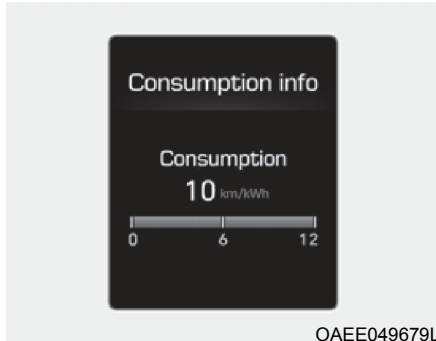 Consumption info
Consumption
10 km/kWh
0 6 12
OAEE049679L